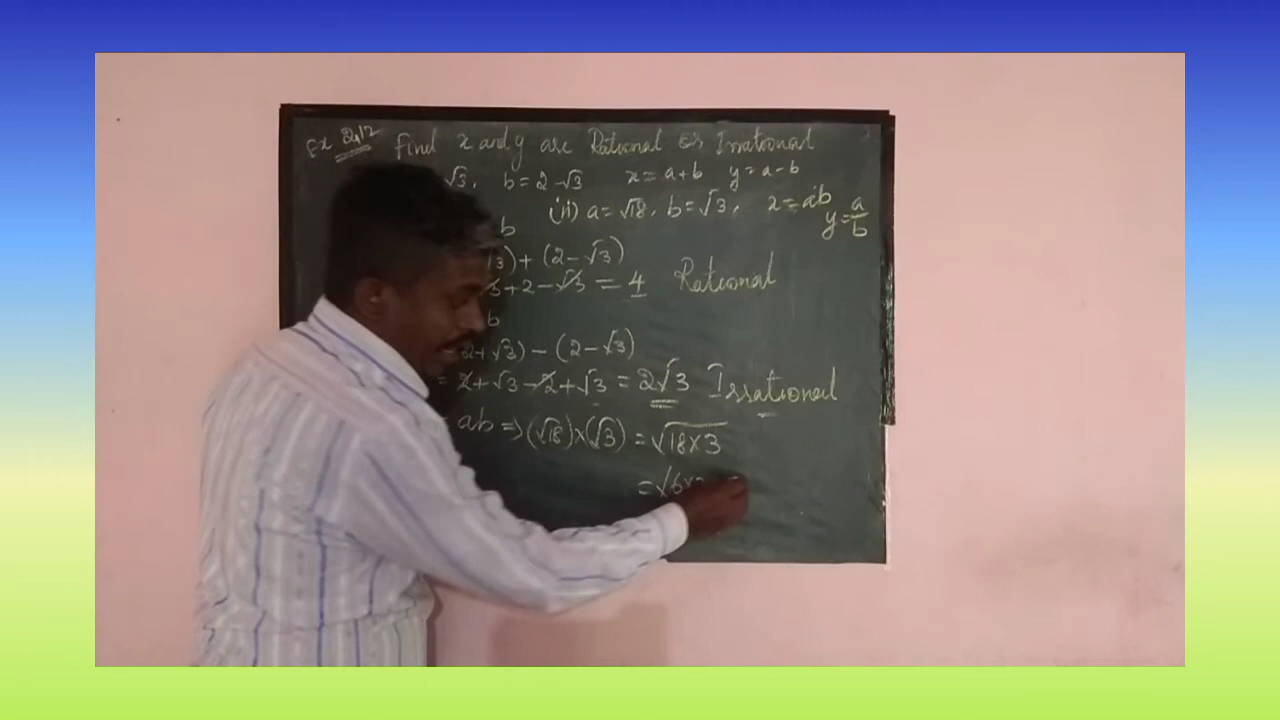 Ex 2.12 Find x and y are Rational or Irrational
√3, b = 2 - √3 x = a + b y = a - b
(ii) a = √18, b = √3, x = ab y = a/b
b
√3) + (2 - √3)
+ 2 - √3 = 4 Rational
b
2 + √3) - (2 - √3)
= 2 + √3 - 2 + √3 = 2√3 Irrational
ab ⇒ (√18) × (√3) = √18×3
= √6×